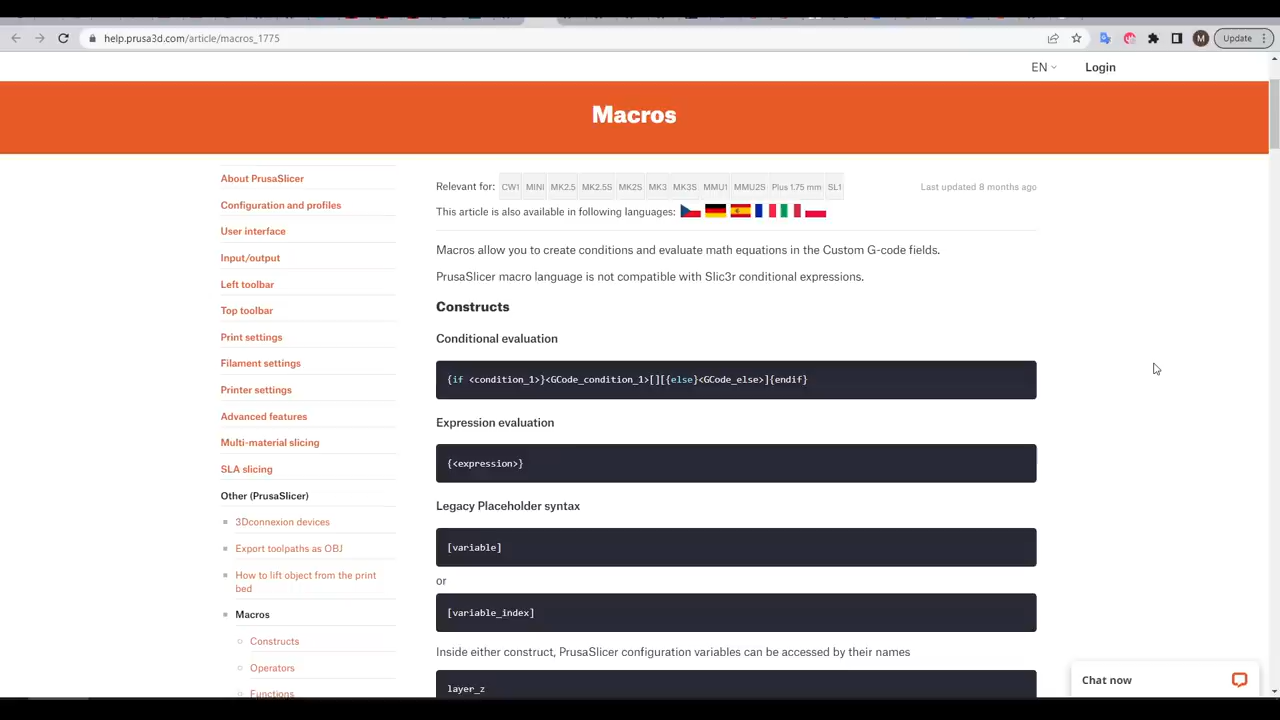 help.prusa3d.com/article/macros_1775
M
Update
EN
Login
Macros
About PrusaSlicer
Configuration and profiles
User interface
Input/output
Left toolbar
Top toolbar
Print settings
Filament settings
Printer settings
Advanced features
Multi-material slicing
SLA slicing
Other (PrusaSlicer)
3Dconnexion devices
Export toolpaths as OBJ
How to lift object from the print
bed
Macros
Constructs
Operators
Functions
Relevant for: CW1 MINI MK2.5 MK2.5S MK2S MK3 MK3S MMU1 MMU2S Plus 1.75 mm SL1
Last updated 8 months ago
This article is also available in following languages:
Macros allow you to create conditions and evaluate math equations in the Custom G-code fields.
PrusaSlicer macro language is not compatible with Slic3r conditional expressions.
Constructs
Conditional evaluation
{if <condition_1>}<GCode_condition_1>[][{else}<GCode_else>]{endif}
Expression evaluation
{<expression>}
Legacy Placeholder syntax
[variable]
or
[variable_index]
Inside either construct, PrusaSlicer configuration variables can be accessed by their names
layer_z
Chat now